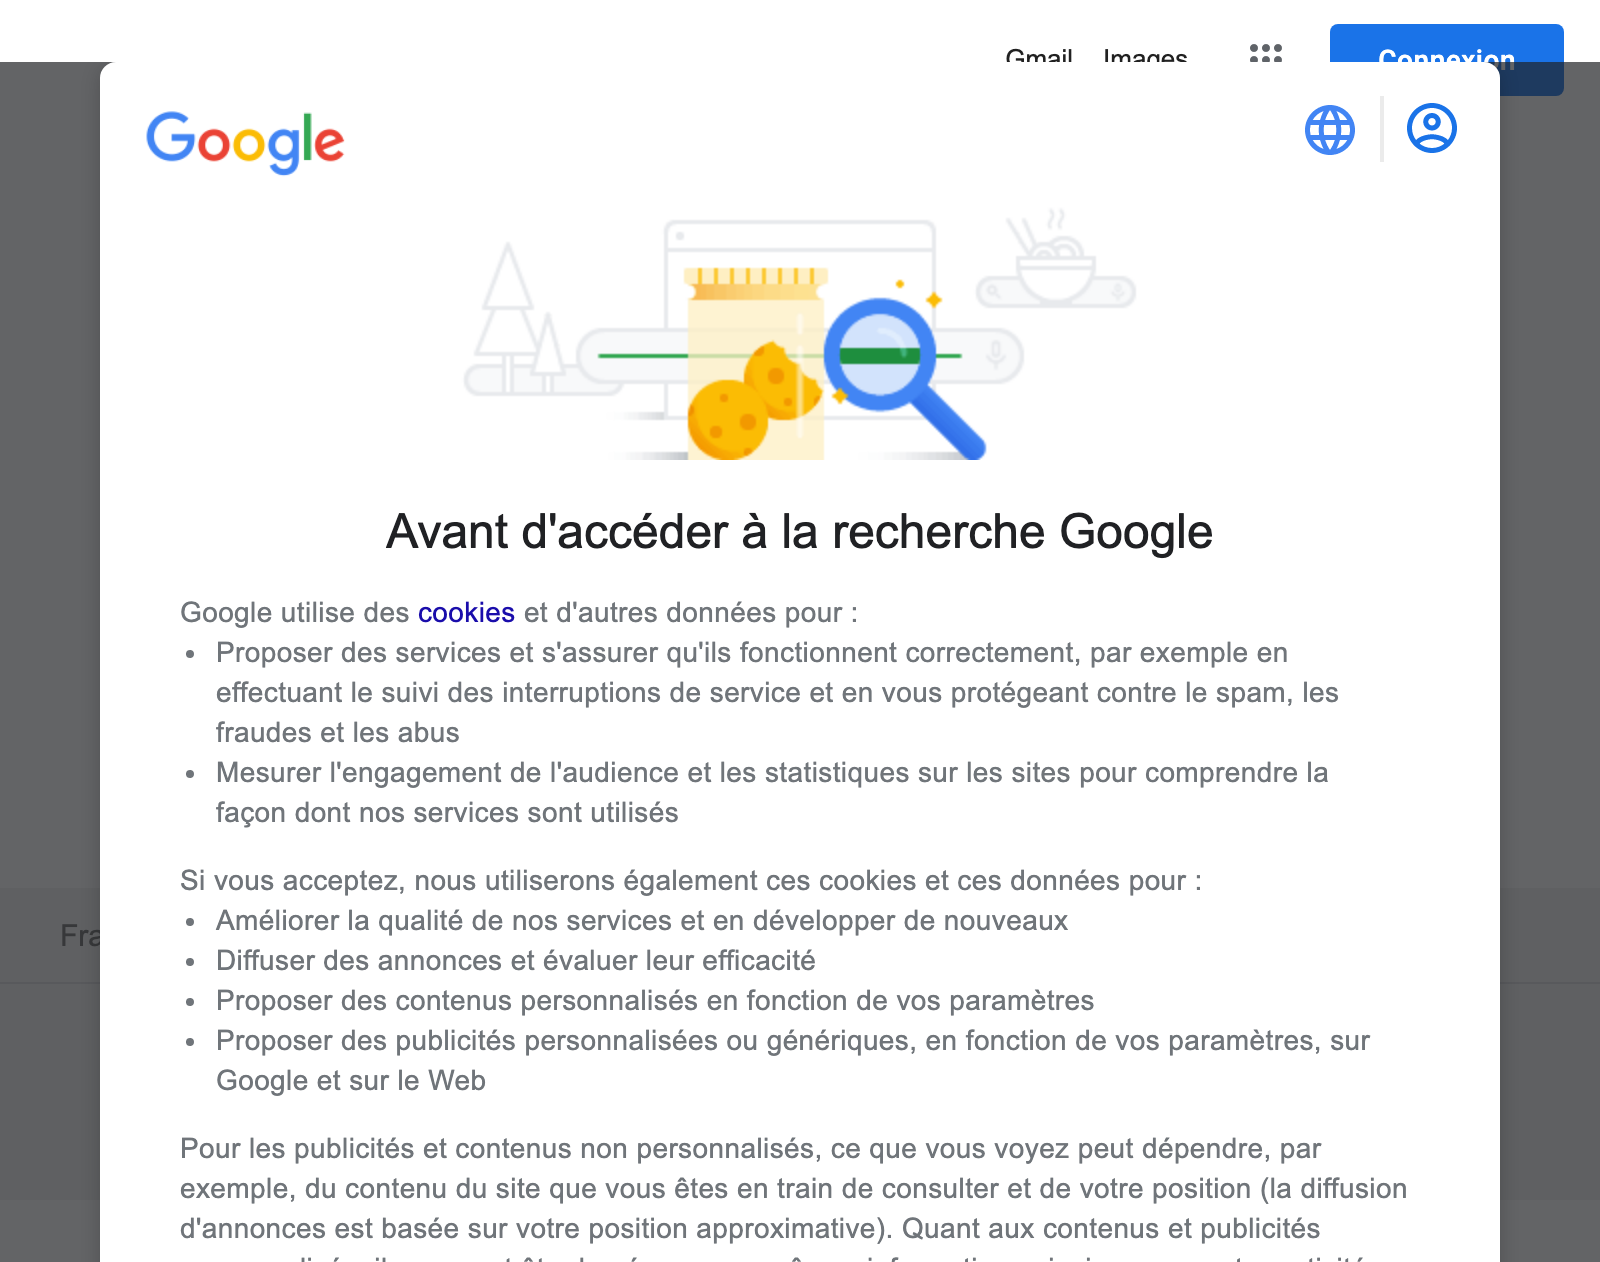 Gmail Images Connexion
Google
Avant d'accéder à la recherche Google
Google utilise des cookies et d'autres données pour :
• Proposer des services et s'assurer qu'ils fonctionnent correctement, par exemple en
effectuant le suivi des interruptions de service et en vous protégeant contre le spam, les
fraudes et les abus
• Mesurer l'engagement de l'audience et les statistiques sur les sites pour comprendre la
façon dont nos services sont utilisés
Si vous acceptez, nous utiliserons également ces cookies et ces données pour :
• Améliorer la qualité de nos services et en développer de nouveaux
Fra
• Diffuser des annonces et évaluer leur efficacité
• Proposer des contenus personnalisés en fonction de vos paramètres
• Proposer des publicités personnalisées ou génériques, en fonction de vos paramètres, sur
Google et sur le Web
Pour les publicités et contenus non personnalisés, ce que vous voyez peut dépendre, par
exemple, du contenu du site que vous êtes en train de consulter et de votre position (la diffusion
d'annonces est basée sur votre position approximative). Quant aux contenus et publicités